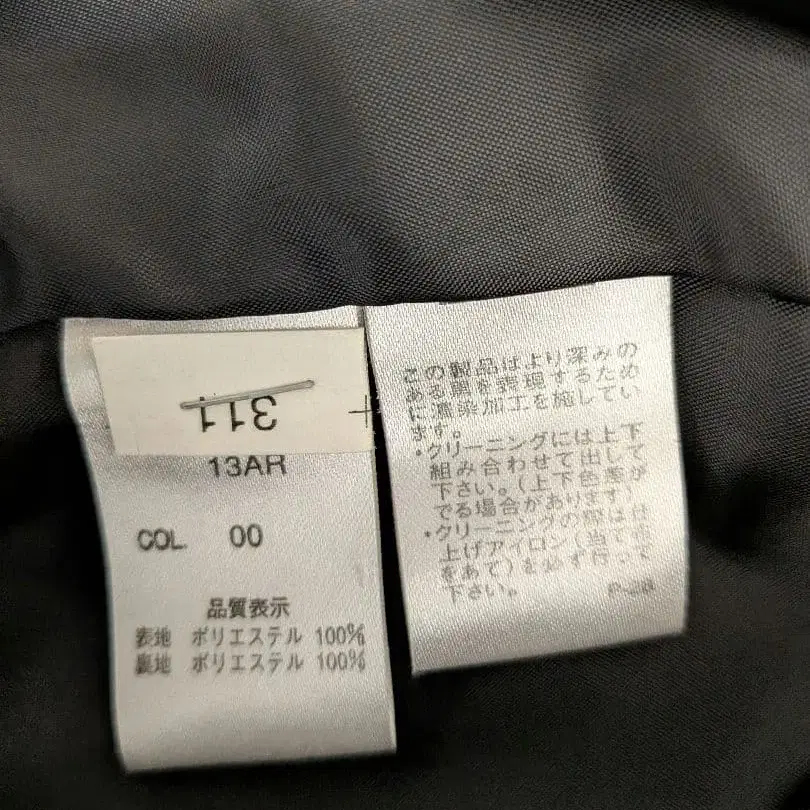 311
13AR
COL. 00
品質表示
表地 ポリエステル 100%
裏地 ポリエステル 100%
この製品はより深みの
ある黒を表現するため
に濃染加工を施してい
ます。
・クリーニングには上下
組み合わせて出して
下さい。(上下色差が
でる場合があります)
・クリーニングの際は仕
上げアイロン(当て布
をあて)を必ず行って
下さい。
P-28